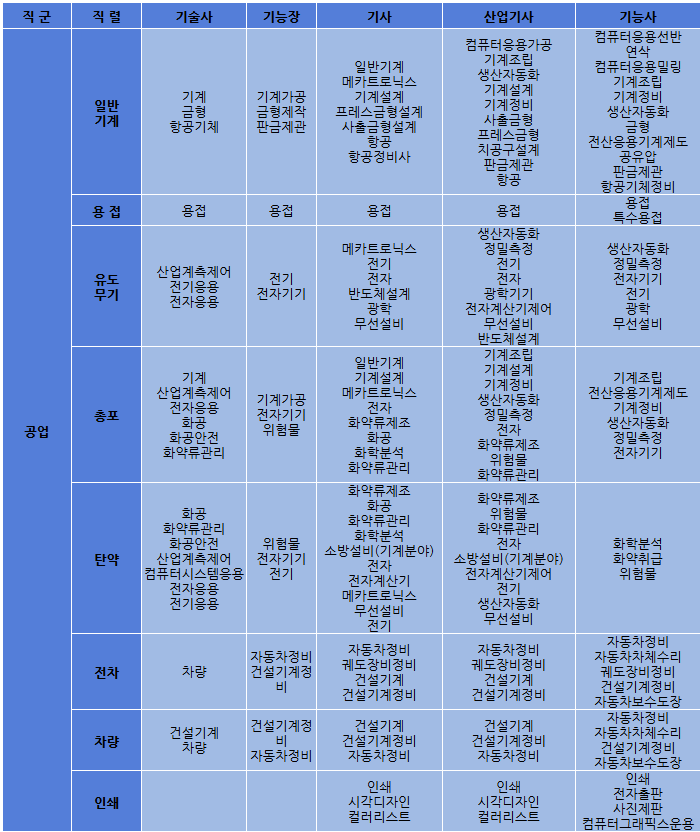 직 군
직 렬
기술사
기능장
기사
산업기사
기능사
공업
일반
기계
기계
금형
항공기체
기계가공
금형제작
판금제관
일반기계
메카트로닉스
기계설계
프레스금형설계
사출금형설계
항공
항공정비사
컴퓨터응용가공
기계조립
생산자동화
기계설계
기계정비
사출금형
프레스금형
치공구설계
판금제관
항공
컴퓨터응용선반
연삭
컴퓨터응용밀링
기계조립
기계정비
생산자동화
금형
전산응용기계제도
공유압
판금제관
항공기체정비
용 접
용접
용접
용접
용접
용접
특수용접
유도
무기
산업계측제어
전기응용
전자응용
전기
전자기기
메카트로닉스
전기
전자
반도체설계
광학
무선설비
생산자동화
정밀측정
전기
전자
광학기기
전자계산기제어
무선설비
반도체설계
생산자동화
정밀측정
전자기기
전기
광학
무선설비
총포
기계
산업계측제어
전자응용
화공
화공안전
화약류관리
기계가공
전자기기
위험물
일반기계
기계설계
메카트로닉스
전자
화약류제조
화공
화학분석
화약류관리
기계조립
기계설계
기계정비
생산자동화
정밀측정
전자
화약류제조
위험물
화약류관리
기계조립
전산응용기계제도
기계정비
생산자동화
정밀측정
전자기기
탄약
화공
화약류관리
화공안전
산업계측제어
컴퓨터시스템응용
전자응용
전기응용
위험물
전자기기
전기
화약류제조
화공
화약류관리
화학분석
소방설비(기계분야)
전자
전자계산기
메카트로닉스
무선설비
전기
화약류제조
위험물
화약류관리
전자
소방설비(기계분야)
전자계산기제어
전기
생산자동화
무선설비
화학분석
화약취급
위험물
전차
차량
자동차정비
건설기계정
비
자동차정비
궤도장비정비
건설기계
건설기계정비
자동차정비
궤도장비정비
건설기계
건설기계정비
자동차정비
자동차차체수리
궤도장비정비
건설기계정비
자동차보수도장
차량
건설기계
차량
건설기계정
비
자동차정비
건설기계
건설기계정비
자동차정비
건설기계
건설기계정비
자동차정비
자동차정비
자동차차체수리
건설기계정비
자동차보수도장
인쇄
인쇄
시각디자인
컬러리스트
인쇄
시각디자인
컬러리스트
인쇄
전자출판
사진제판
컴퓨터그래픽스운용